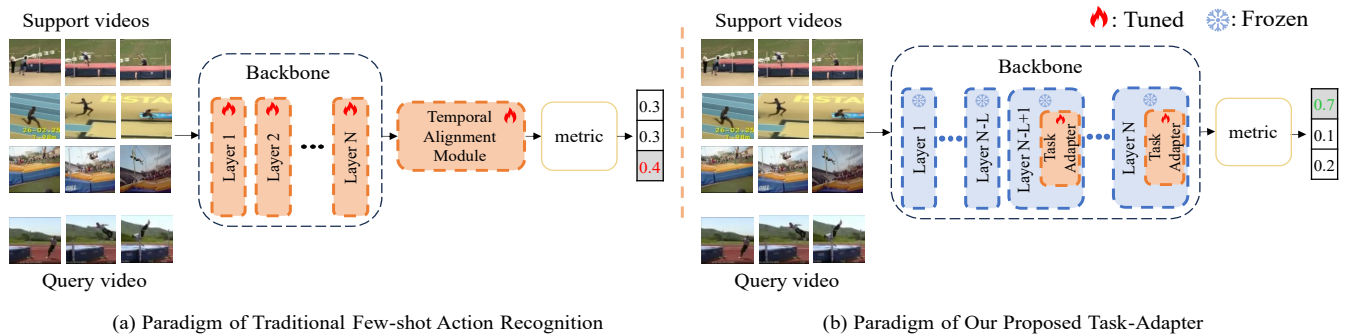 Support videos
Backbone
Layer 1
Layer 2
Layer N
Temporal
Alignment
Module
metric
0.3
0.3
0.4
Query video
(a) Paradigm of Traditional Few-shot Action Recognition
: Tuned
: Frozen
Support videos
Backbone
Layer 1
Layer N-L
Layer N-L+1
Task
Adapter
Layer N
Task
Adapter
metric
0.7
0.1
0.2
Query video
(b) Paradigm of Our Proposed Task-Adapter